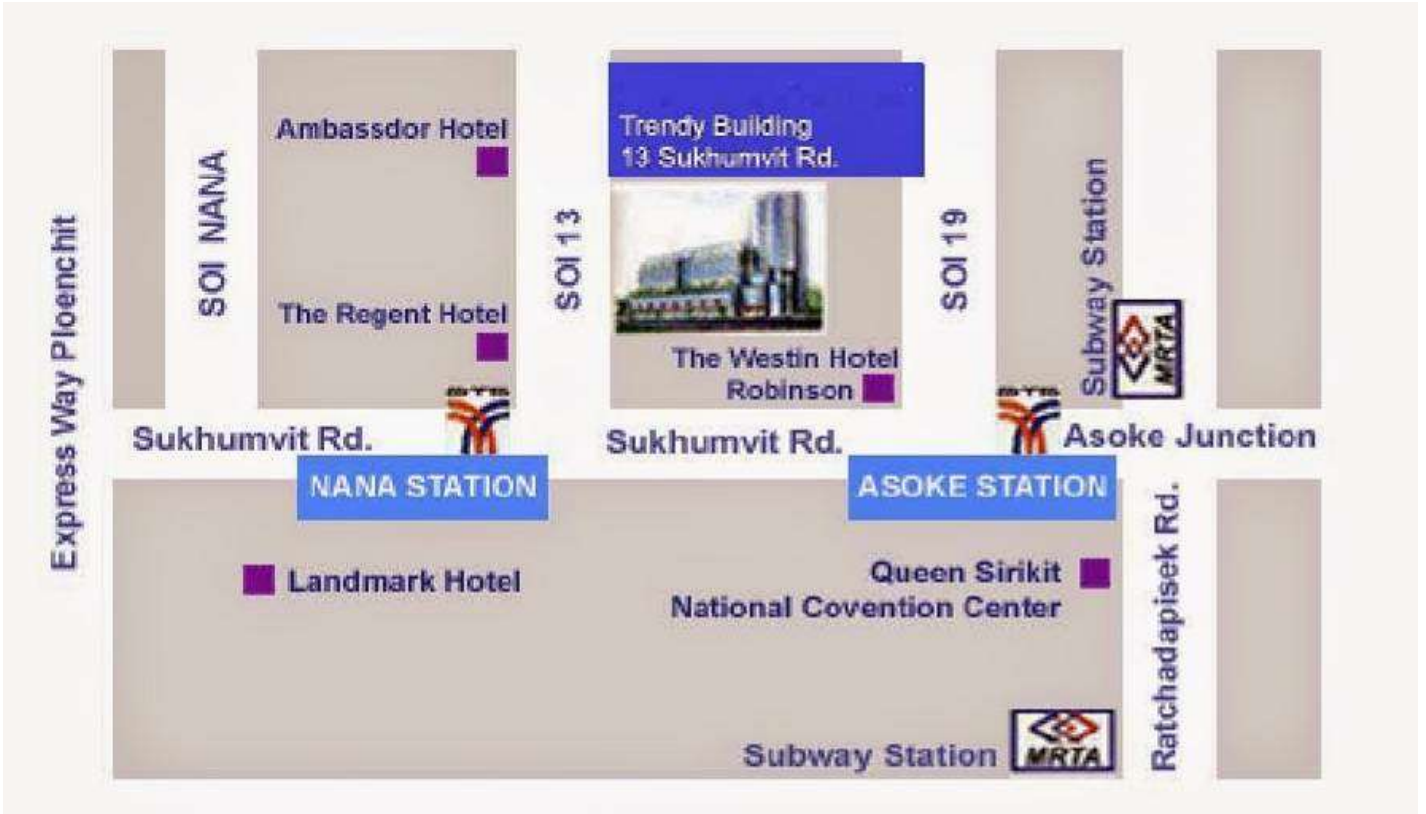 Ambassdor Hotel
Trendy Building
13 Sukhumvit Rd.
SOI NANA
SOI 13
SOI 19
Subway Station
Express Way Ploenchit
The Regent Hotel
MRTA
The Westin Hotel
Robinson
BTS
BTS
Sukhumvit Rd.
Sukhumvit Rd.
Asoke Junction
NANA STATION
ASOKE STATION
Ratchadapisek Rd.
Landmark Hotel
Queen Sirikit
National Covention Center
Subway Station
MRTA